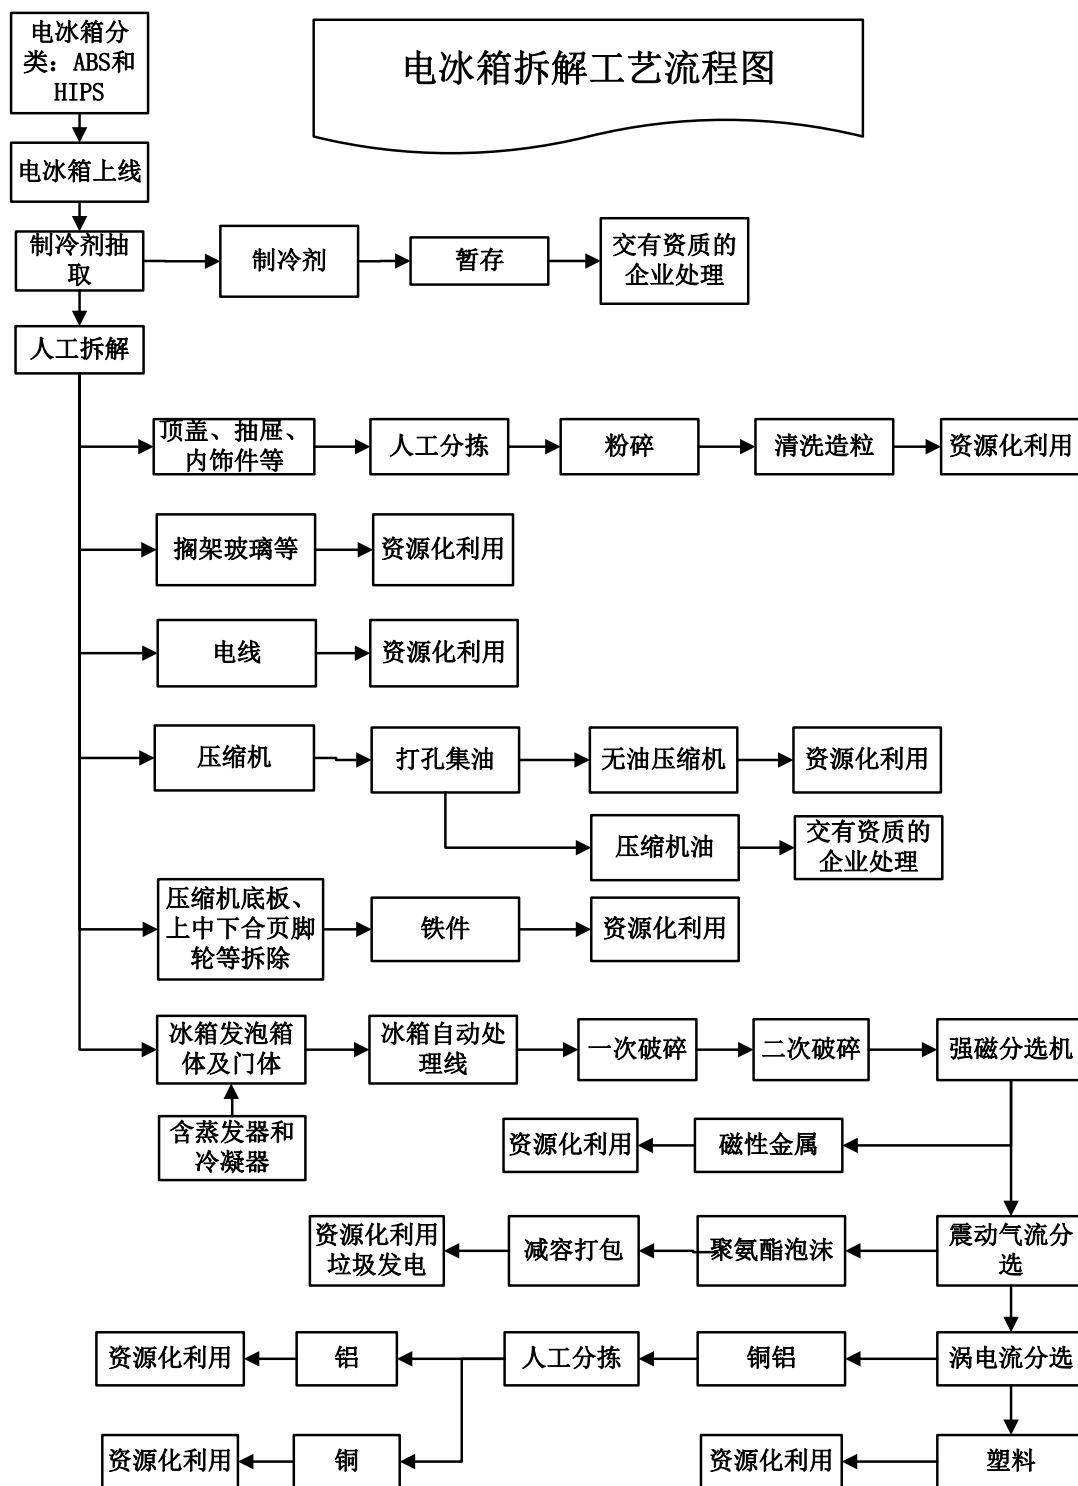 电冰箱分
类：ABS和
HIPS
电冰箱拆解工艺流程图
电冰箱上线
制冷剂抽
取
制冷剂
暂存
交有资质的
企业处理
人工拆解
顶盖、抽屉、
内饰件等
人工分拣
粉碎
清洗造粒
资源化利用
搁架玻璃等
资源化利用
电线
资源化利用
压缩机
打孔集油
无油压缩机
资源化利用
压缩机油
交有资质的
企业处理
压缩机底板、
上中下合页脚
轮等拆除
铁件
资源化利用
冰箱发泡箱
体及门体
冰箱自动处
理线
一次破碎
二次破碎
强磁分选机
含蒸发器和
冷凝器
资源化利用
磁性金属
资源化利用
垃圾发电
减容打包
聚氨酯泡沫
震动气流分
选
资源化利用
铝
人工分拣
铜铝
涡电流分选
资源化利用
铜
资源化利用
塑料